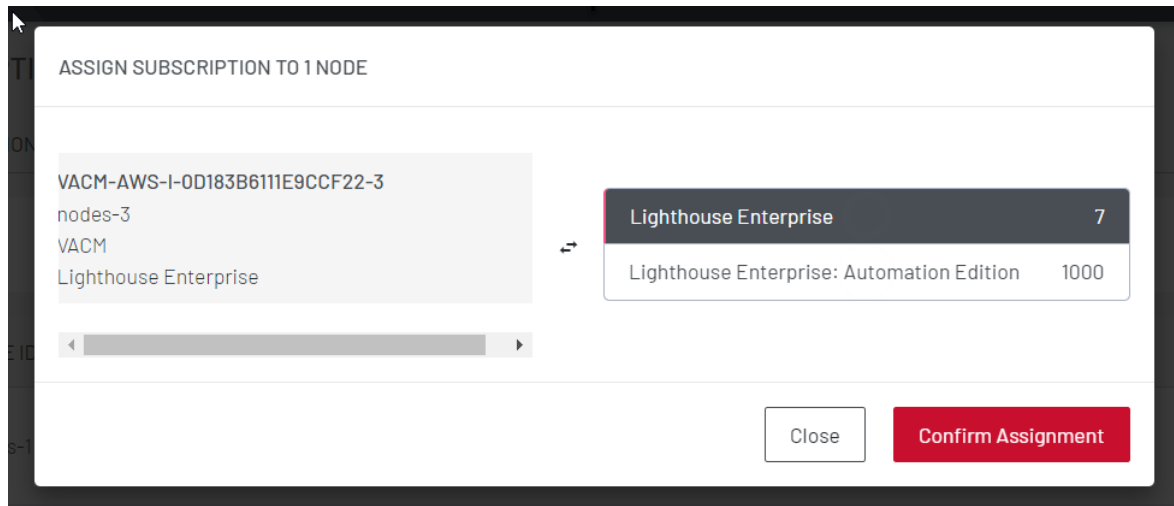 ASSIGN SUBSCRIPTION TO 1 NODE
VACM-AWS-I-0D183B6111E9CCF22-3
nodes-3
VACM
Lighthouse Enterprise
Lighthouse Enterprise 7
Lighthouse Enterprise: Automation Edition 1000
Close
Confirm Assignment